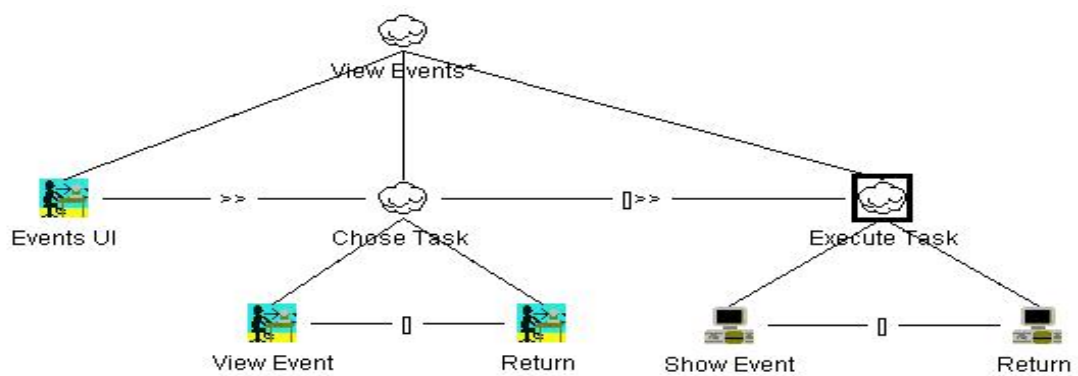 View Events*
>> []>>
Events UI Chose Task Execute Task
[] []
View Event Return Show Event Return